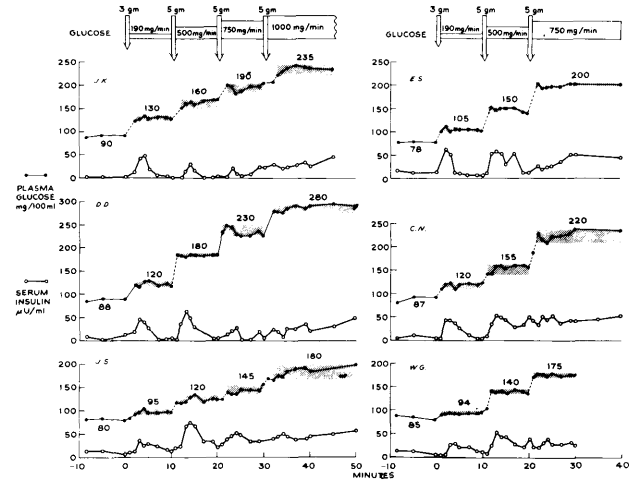 3 gm 5 gm 5 gm 5 gm
GLUCOSE 190 mg/min 500 mg/min 750 mg/min 1000 mg/min
3 gm 5 gm 5 gm
GLUCOSE 190 mg/min 500 mg/min 750 mg/min
250
200
150
100
50
0
J.K.
90 130 160 190 235
250
200
150
100
50
0
E.S.
78 105 150 200
PLASMA
GLUCOSE
mg/100 ml
SERUM
INSULIN
µU/ml
300
250
200
150
100
50
0
D.D.
88 120 180 230 280
250
200
150
100
50
0
C.N.
87 120 155 220
200
150
100
50
0
J.S.
80 95 120 145 180
200
150
100
50
0
W.G.
85 94 140 175
-10 0 10 20 30 40 50
-10 0 10 20 30 40
MINUTES